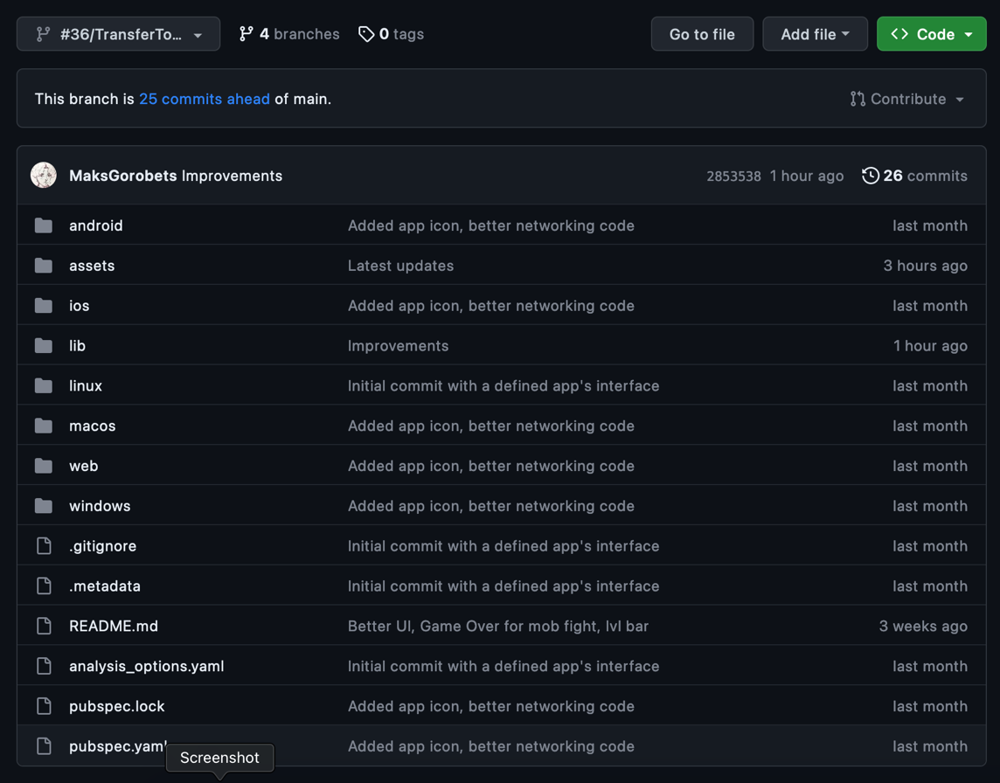 #36/TransferTo... 4 branches 0 tags Go to file Add file Code
This branch is 25 commits ahead of main. Contribute
MaksGorobets Improvements 2853538 1 hour ago 26 commits
android Added app icon, better networking code last month
assets Latest updates 3 hours ago
ios Added app icon, better networking code last month
lib Improvements 1 hour ago
linux Initial commit with a defined app's interface last month
macos Added app icon, better networking code last month
web Added app icon, better networking code last month
windows Added app icon, better networking code last month
.gitignore Initial commit with a defined app's interface last month
.metadata Initial commit with a defined app's interface last month
README.md Better UI, Game Over for mob fight, lvl bar 3 weeks ago
analysis_options.yaml Initial commit with a defined app's interface last month
pubspec.lock Added app icon, better networking code last month
pubspec.yaml Added app icon, better networking code last month
Screenshot